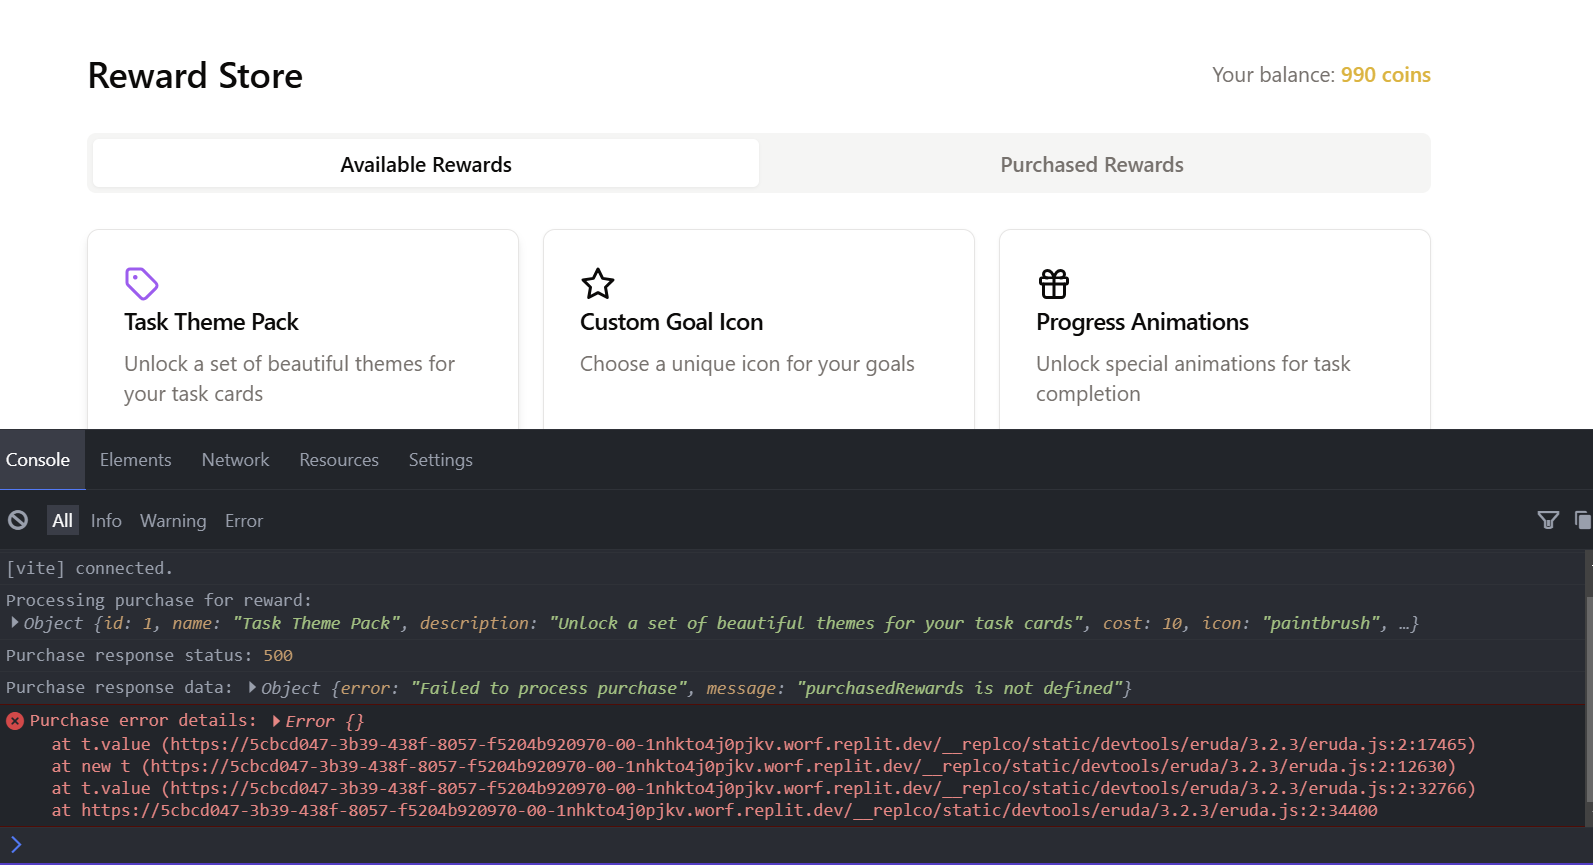 Reward Store
Your balance: 990 coins
Available Rewards
Purchased Rewards
Task Theme Pack
Unlock a set of beautiful themes for
your task cards
Custom Goal Icon
Choose a unique icon for your goals
Progress Animations
Unlock special animations for task
completion
Console Elements Network Resources Settings
All Info Warning Error
[vite] connected.
Processing purchase for reward:
Object {id: 1, name: "Task Theme Pack", description: "Unlock a set of beautiful themes for your task cards", cost: 10, icon: "paintbrush", …}
Purchase response status: 500
Purchase response data: Object {error: "Failed to process purchase", message: "purchasedRewards is not defined"}
Purchase error details: Error {}
at t.value (https://5cbcd047-3b39-438f-8057-f5204b920970-00-1nhkto4j0pjkv.worf.replit.dev/__replco/static/devtools/eruda/3.2.3/eruda.js:2:17465)
at new t (https://5cbcd047-3b39-438f-8057-f5204b920970-00-1nhkto4j0pjkv.worf.replit.dev/__replco/static/devtools/eruda/3.2.3/eruda.js:2:12630)
at t.value (https://5cbcd047-3b39-438f-8057-f5204b920970-00-1nhkto4j0pjkv.worf.replit.dev/__replco/static/devtools/eruda/3.2.3/eruda.js:2:32766)
at https://5cbcd047-3b39-438f-8057-f5204b920970-00-1nhkto4j0pjkv.worf.replit.dev/__replco/static/devtools/eruda/3.2.3/eruda.js:2:34400